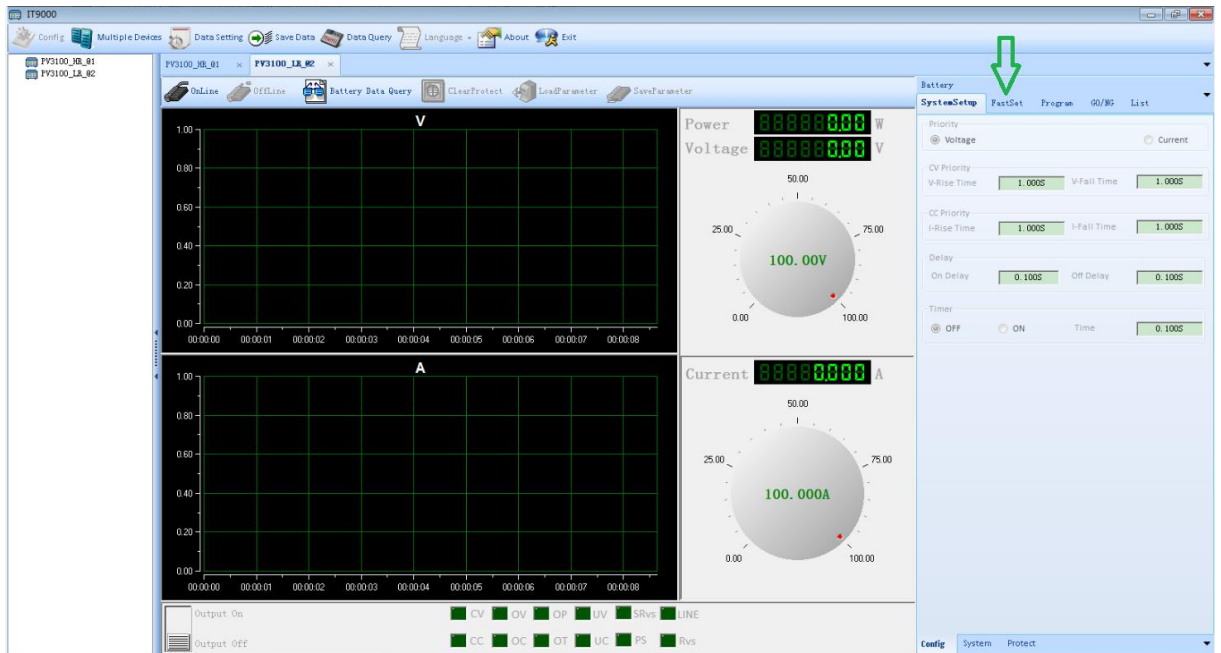 IT9000
Config Multiple Devices Data Setting Save Data Data Query Language About Exit
PV3100_HR_01
PV3100_LR_02
PV3100_HR_01 × PV3100_LR_02 ×
OnLine OffLine Battery Data Query ClearProtect LoadParameter SaveParameter
V
1.00
0.80
0.60
0.40
0.20
0.00
00:00:00 00:00:01 00:00:02 00:00:03 00:00:04 00:00:05 00:00:06 00:00:07 00:00:08
Power 0.00 W
Voltage 0.00 V
50.00
25.00 75.00
100.00V
0.00 100.00
A
1.00
0.80
0.60
0.40
0.20
0.00
00:00:00 00:00:01 00:00:02 00:00:03 00:00:04 00:00:05 00:00:06 00:00:07 00:00:08
Current 0.000 A
50.00
25.00 75.00
100.000A
0.00 100.00
Output On
Output Off
CV OV OP UV SRvs LINE
CC OC OT UC PS Rvs
Battery
SystemSetup FastSet Program GO/NG List
Priority
Voltage Current
CV Priority
V-Rise Time 1.000S V-Fall Time 1.000S
CC Priority
I-Rise Time 1.000S I-Fall Time 1.000S
Delay
On Delay 0.100S Off Delay 0.100S
Timer
OFF ON Time 0.100S
Config System Protect